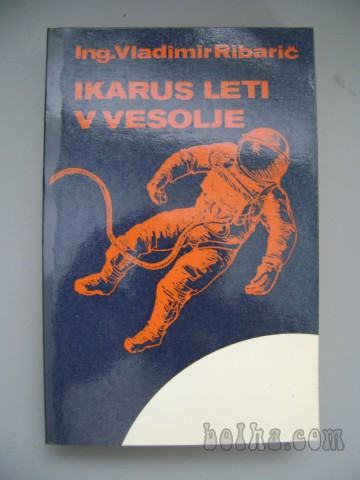 Ing.Vladimir Ribarič
IKARUS LETI
V VESOLJE
bolha.com